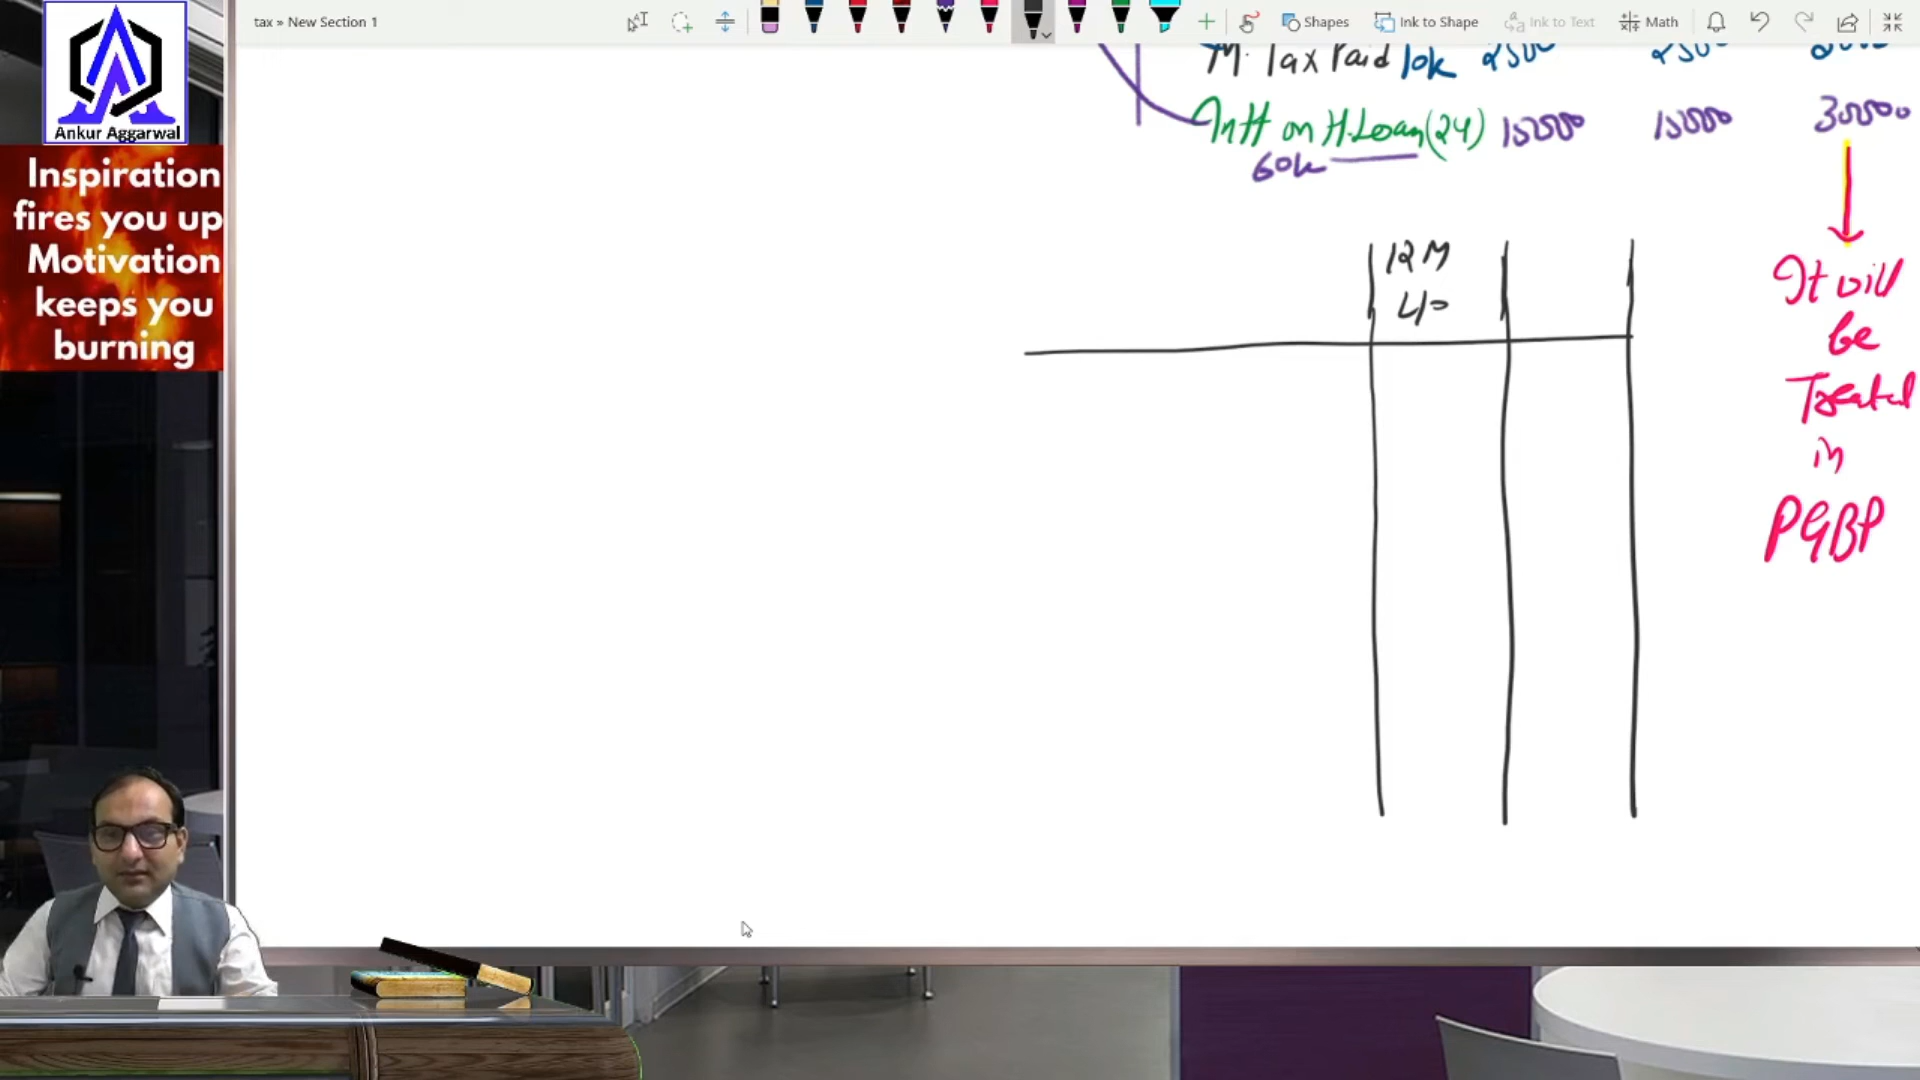 tax » New Section 1
Shapes
Ink to Shape
Ink to Text
Math
Ankur Aggarwal
Inspiration
fires you up
Motivation
keeps you
burning
M. Tax Paid 10k 2500 2500
Intt on H.Loan (24) 15000 15000 30000
60k
12M
L/O
It will
be
Treated
in
PGBP